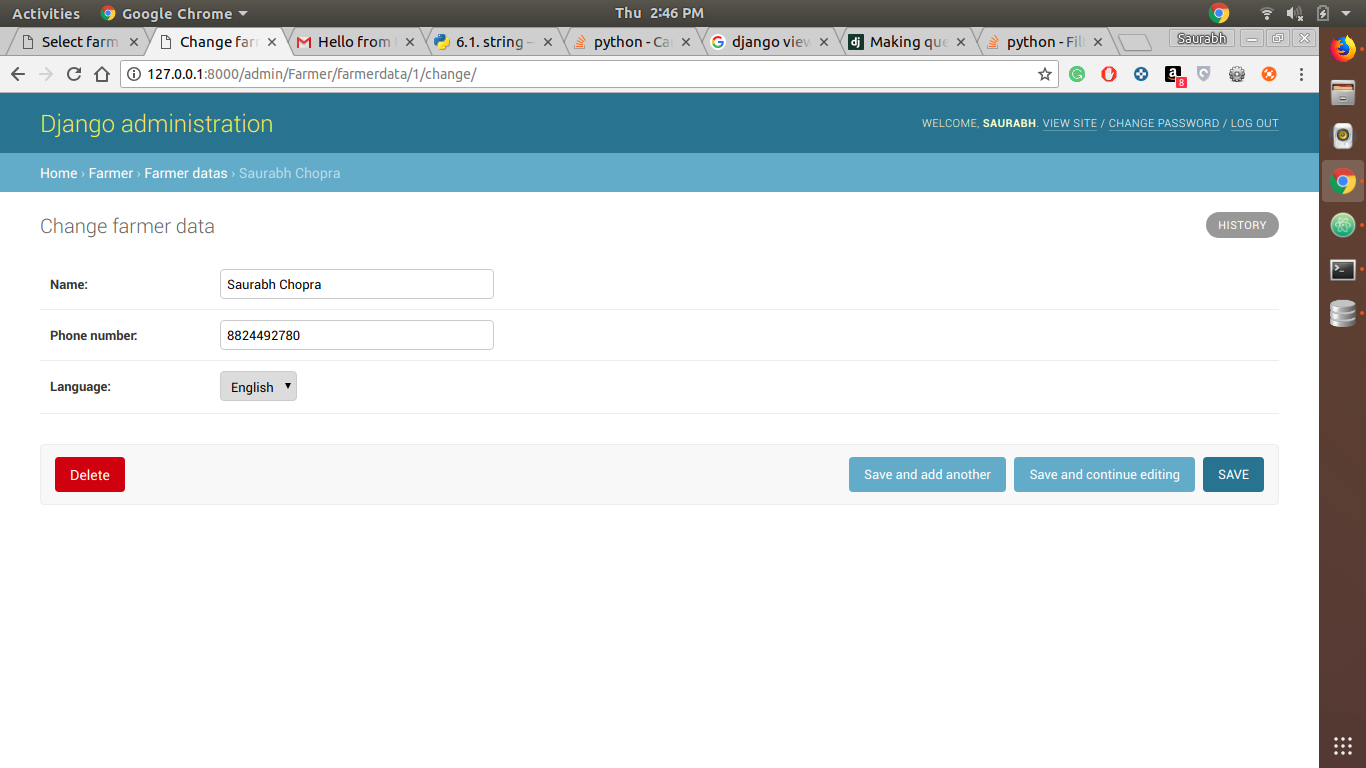 Activities Google Chrome Thu 2:46 PM
Select farm Change farr Hello from 6.1. string – python - Ca django view Making que python - Fil Saurabh
127.0.0.1:8000/admin/Farmer/farmerdata/1/change/ 8
Django administration
WELCOME, SAURABH. VIEW SITE / CHANGE PASSWORD / LOG OUT
Home › Farmer › Farmer datas › Saurabh Chopra
Change farmer data
HISTORY
Name: Saurabh Chopra
Phone number: 8824492780
Language: English
Delete Save and add another Save and continue editing SAVE